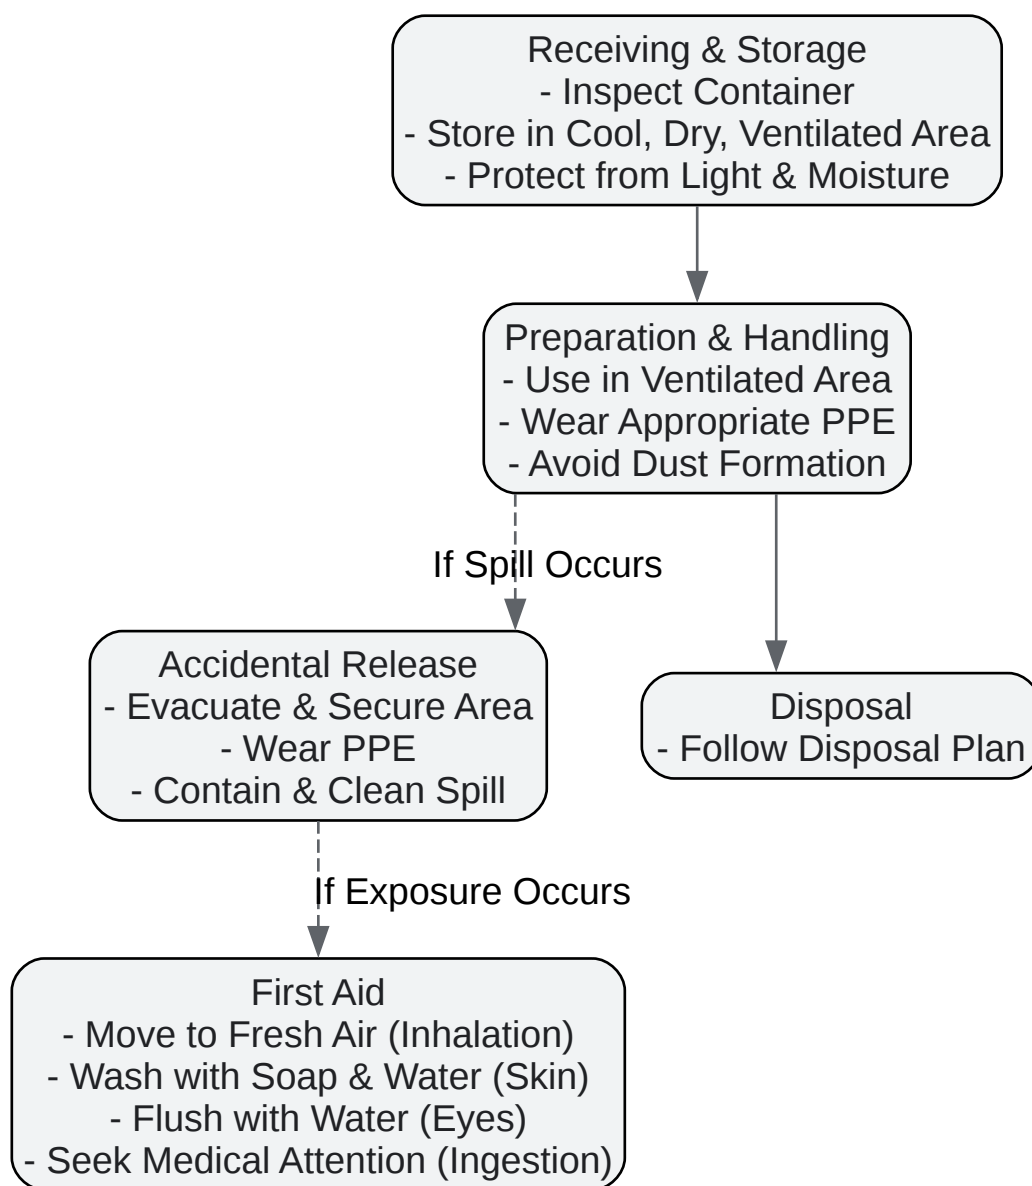 Receiving & Storage
- Inspect Container
- Store in Cool, Dry, Ventilated Area
- Protect from Light & Moisture
Preparation & Handling
- Use in Ventilated Area
- Wear Appropriate PPE
- Avoid Dust Formation
If Spill Occurs
Accidental Release
- Evacuate & Secure Area
- Wear PPE
- Contain & Clean Spill
Disposal
- Follow Disposal Plan
If Exposure Occurs
First Aid
- Move to Fresh Air (Inhalation)
- Wash with Soap & Water (Skin)
- Flush with Water (Eyes)
- Seek Medical Attention (Ingestion)